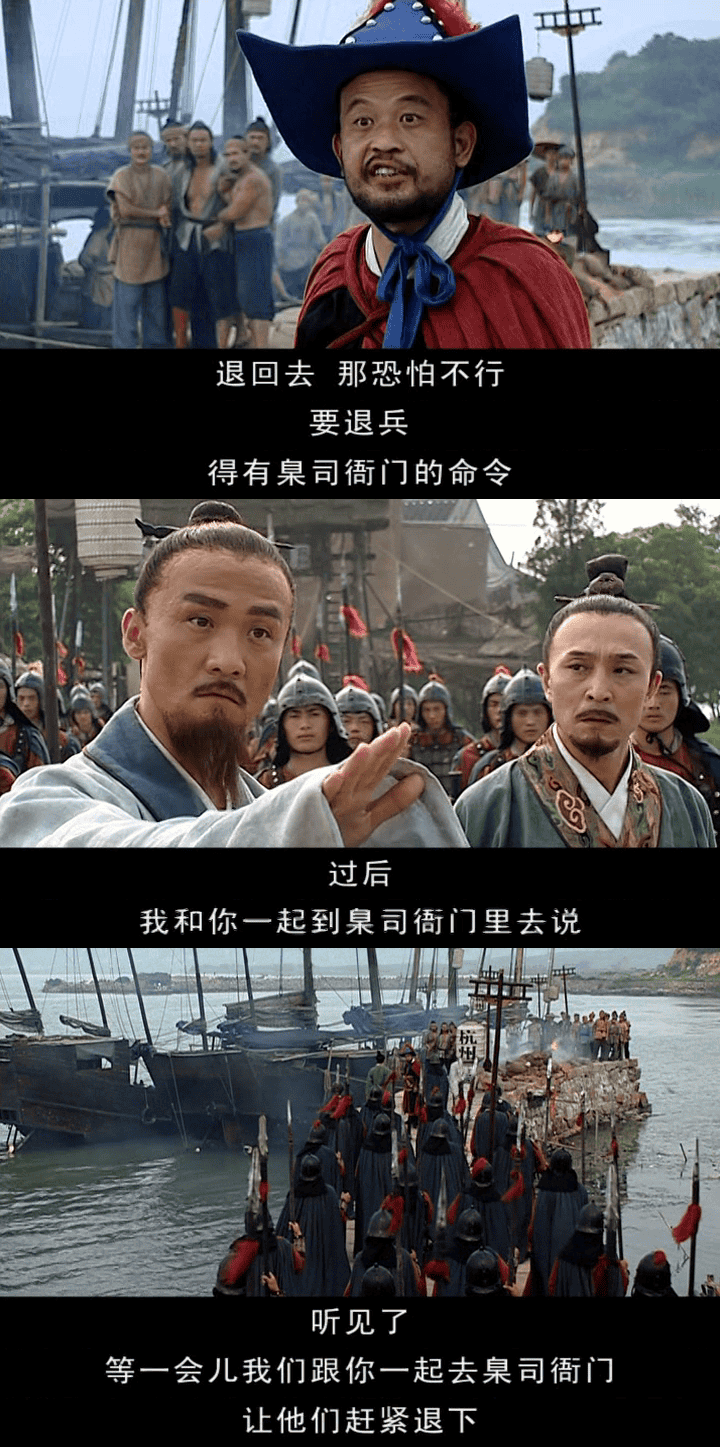 退回去 那恐怕不行
要退兵
得有臬司衙门的命令
过后
我和你一起到臬司衙门里去说
杭州
听见了
等一会儿我们跟你一起去臬司衙门
让他们赶紧退下